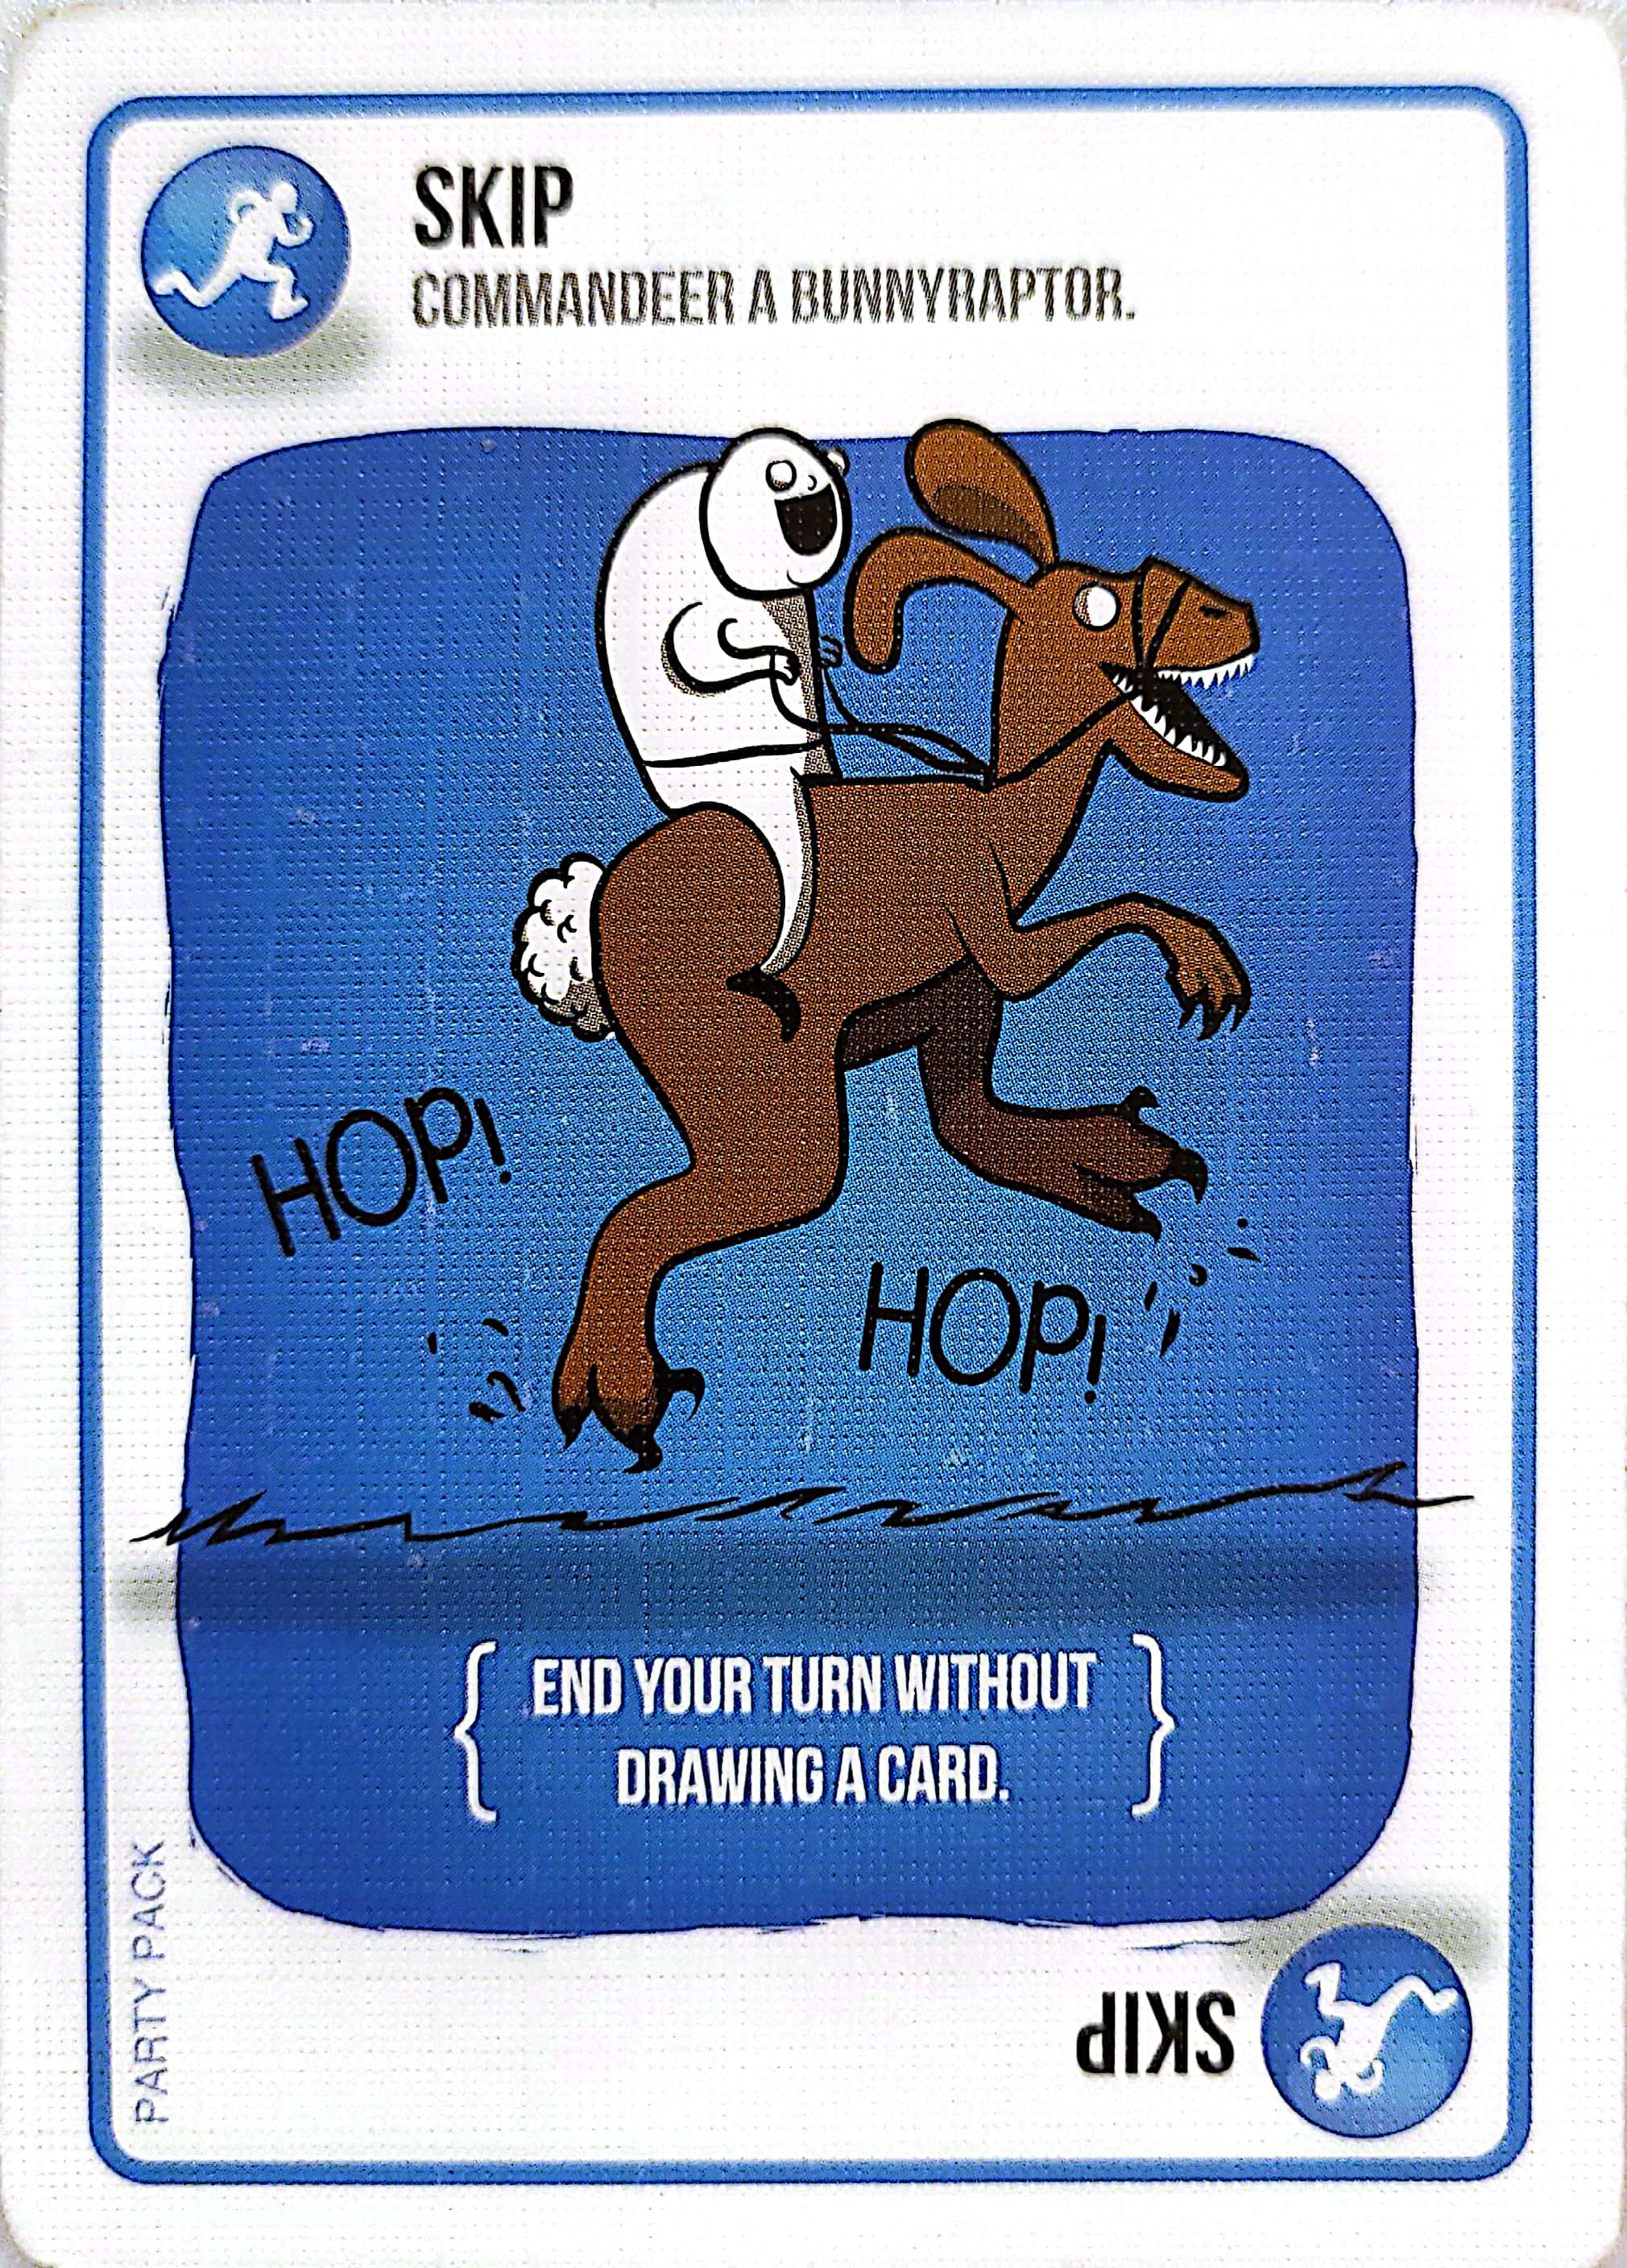 SKIP
COMMANDEER A BUNNYRAPTOR.
HOP!
HOP!
END YOUR TURN WITHOUT
DRAWING A CARD.
PARTY PACK
SKIP